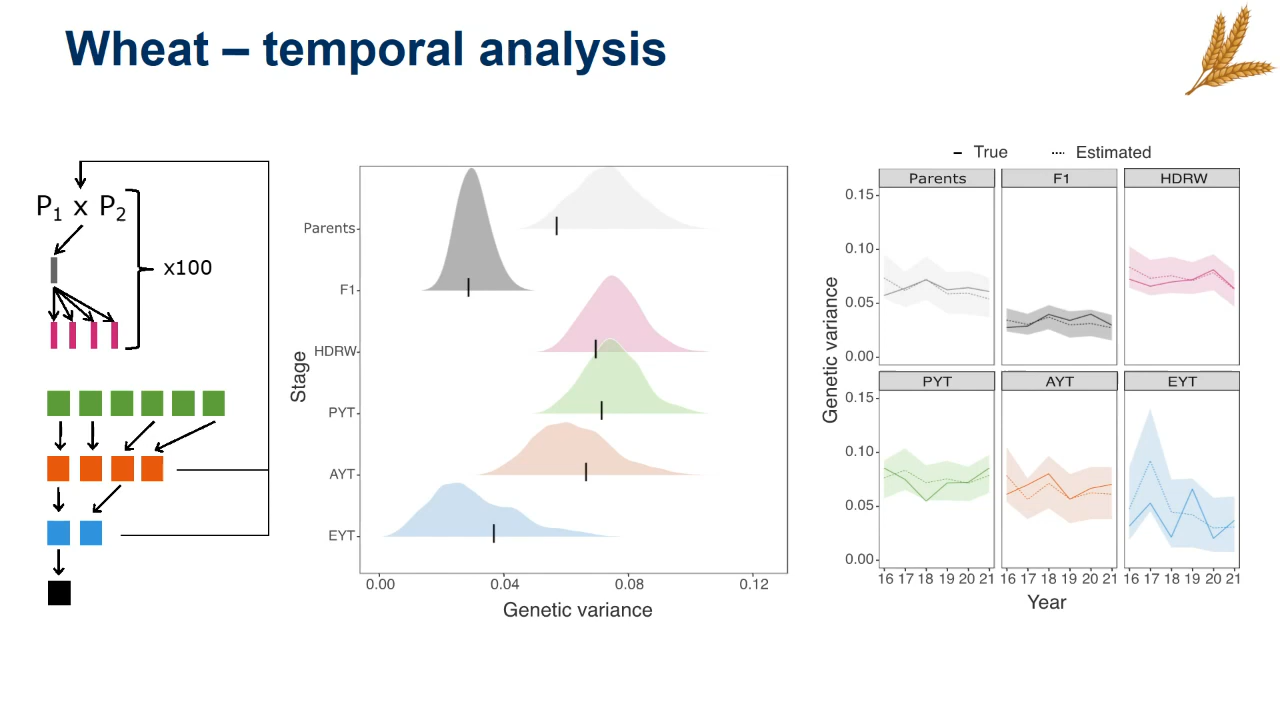 Wheat – temporal analysis
P1 x P2
x100
Stage
Parents
F1
HDRW
PYT
AYT
EYT
0.00 0.04 0.08 0.12
Genetic variance
True Estimated
Genetic variance
Parents F1 HDRW
0.15
0.10
0.05
0.00
PYT AYT EYT
0.15
0.10
0.05
0.00
16 17 18 19 20 21 16 17 18 19 20 21 16 17 18 19 20 21
Year